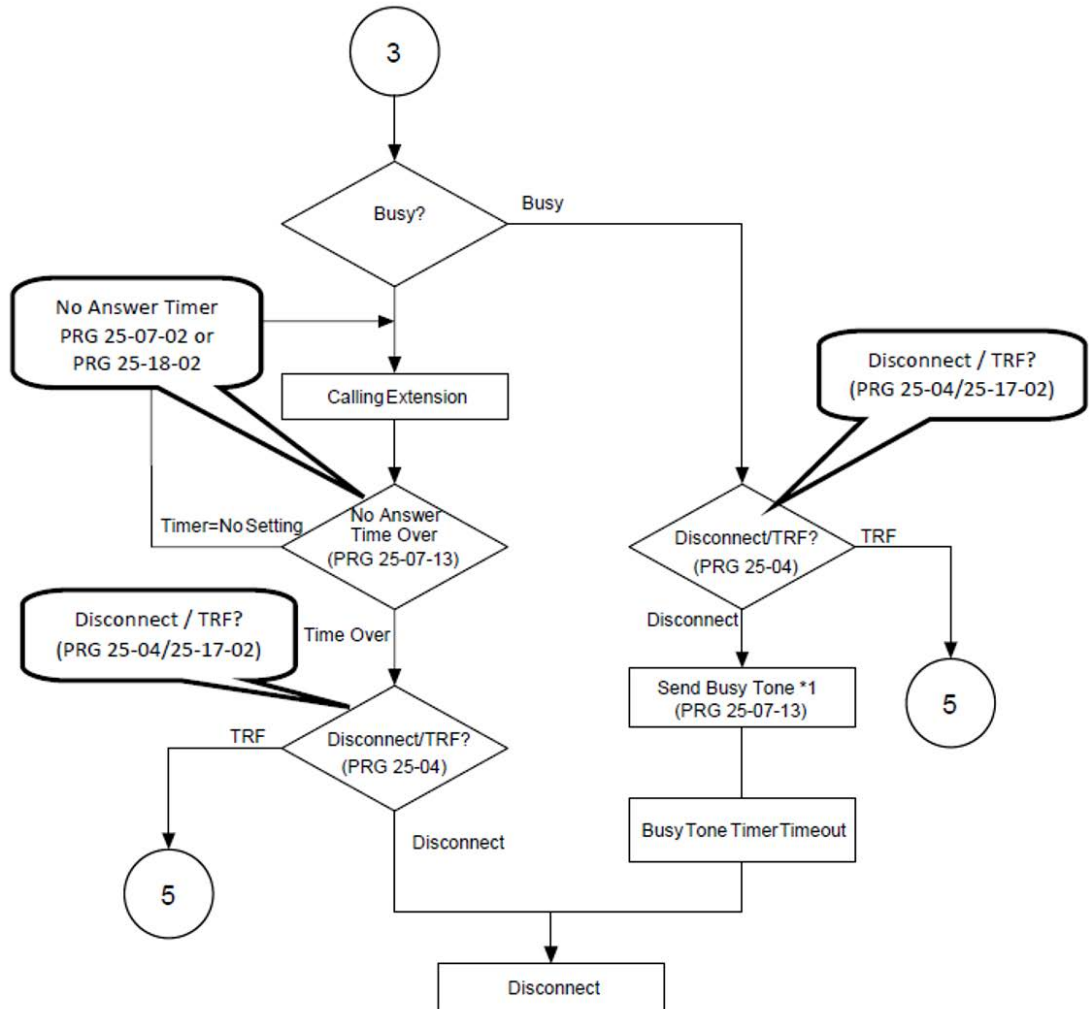 3
Busy?
Busy
No Answer Timer
PRG 25-07-02 or
PRG 25-18-02
Disconnect / TRF?
(PRG 25-04/25-17-02)
Calling Extension
Timer=No Setting
No Answer
Time Over
(PRG 25-07-13)
Disconnect/TRF?
(PRG 25-04)
TRF
Disconnect
Disconnect / TRF?
(PRG 25-04/25-17-02)
Time Over
Send Busy Tone *1
(PRG 25-07-13)
5
TRF
Disconnect/TRF?
(PRG 25-04)
Busy Tone Timer Timeout
Disconnect
5
Disconnect